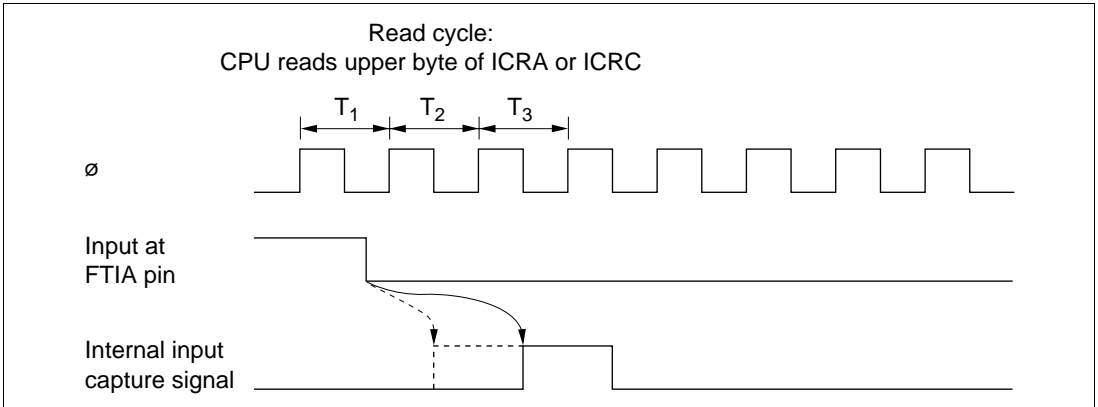 Read cycle:
CPU reads upper byte of ICRA or ICRC
T1 T2 T3
ø
Input at
FTIA pin
Internal input
capture signal